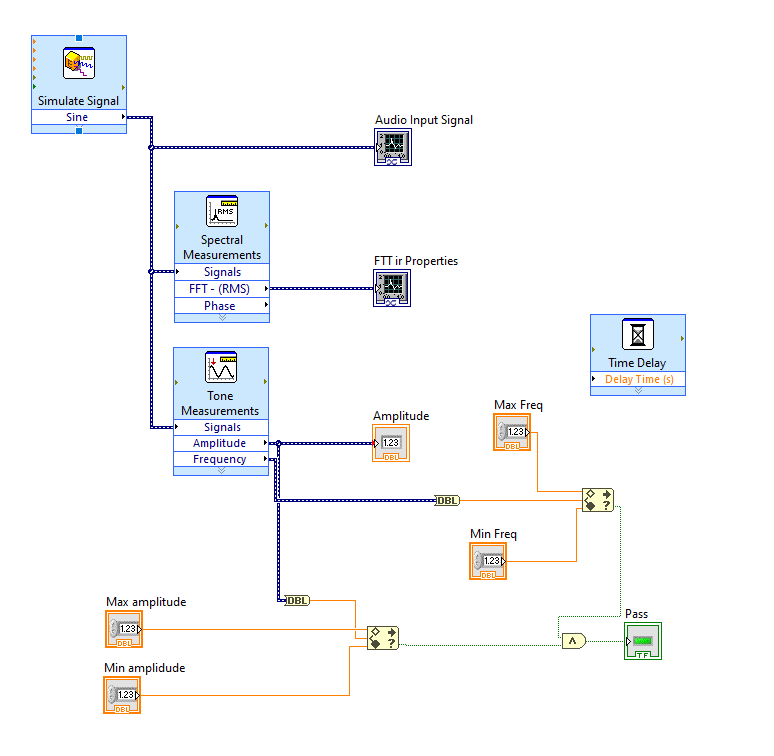 Simulate Signal
Sine
Audio Input Signal
RMS
Spectral
Measurements
Signals
FFT - (RMS)
Phase
FTT ir Properties
Time Delay
Delay Time (s)
Tone
Measurements
Signals
Amplitude
Frequency
Amplitude
1.23
DBL
Max Freq
1.23
DBL
DBL
Min Freq
1.23
DBL
DBL
Max amplitude
1.23
DBL
Min amplidude
1.23
DBL
?
?
Pass
TF